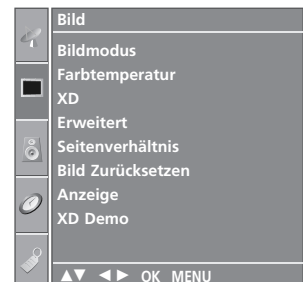 Bild
Bildmodus
Farbtemperatur
XD
Erweitert
Seitenverhältnis
Bild Zurücksetzen
Anzeige
XD Demo
▲▼ ◄► OK MENU